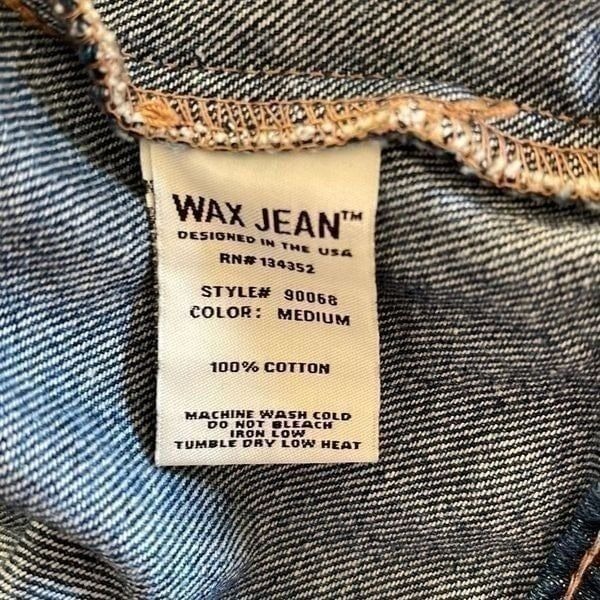 WAX JEAN™
DESIGNED IN THE USA
RN# 134352
STYLE# 90068
COLOR: MEDIUM
100% COTTON
MACHINE WASH COLD
DO NOT BLEACH
IRON LOW
TUMBLE DRY LOW HEAT